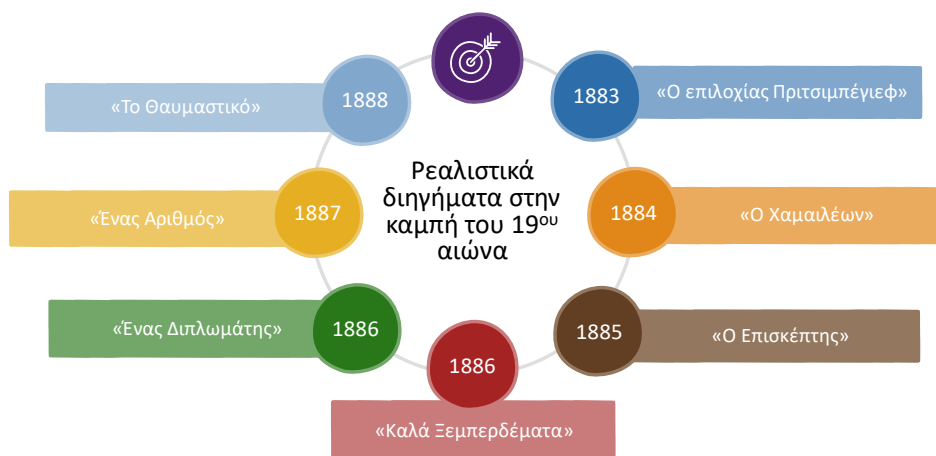 Ρεαλιστικά
διηγήματα στην
καμπή του 19ου
αιώνα
1883
«Ο επιλοχίας Πριτσιμπέγιεφ»
1884
«Ο Χαμαιλέων»
1885
«Ο Επισκέπτης»
1886
«Καλά Ξεμπερδέματα»
1886
«Ένας Διπλωμάτης»
1887
«Ένας Αριθμός»
1888
«Το Θαυμαστικό»